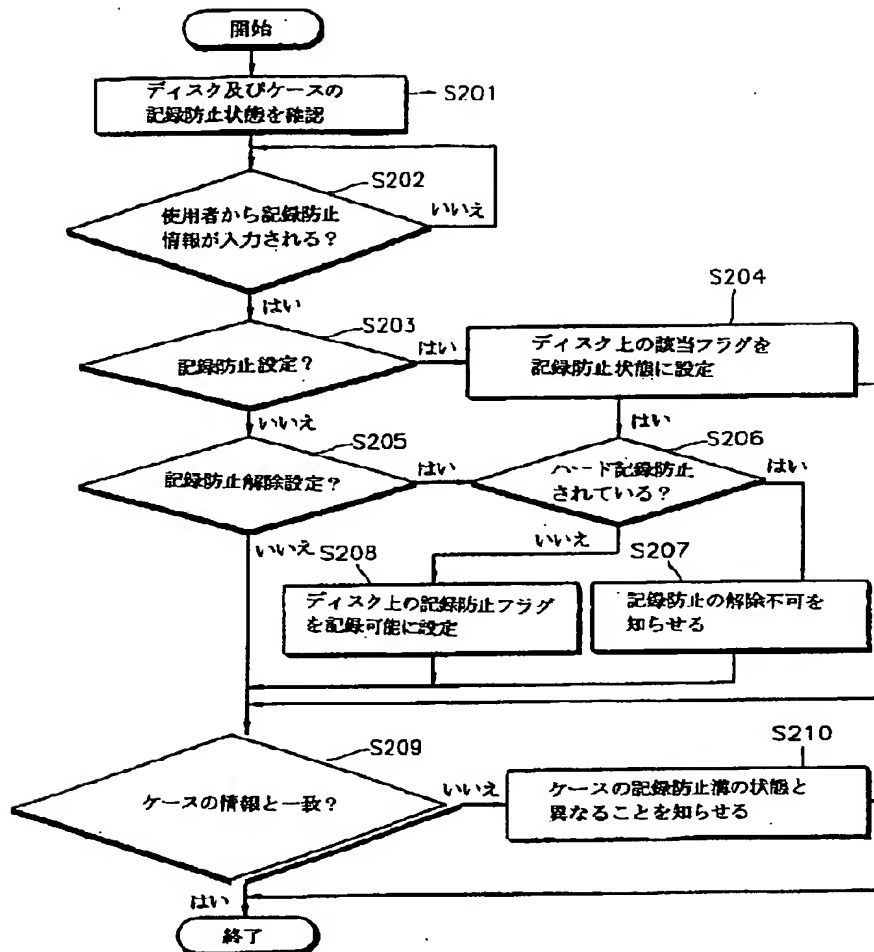 開始
ディスク及びケースの
記録防止状態を確認
S201
S202
使用者から記録防止
情報が入力される？
いいえ
はい
S203
記録防止設定？
はい
S204
ディスク上の該当フラグを
記録防止状態に設定
いいえ
はい
S205
記録防止解除設定？
はい
S206
ハード記録防止
されている？
はい
いいえ
いいえ
S208
ディスク上の記録防止フラグ
を記録可能に設定
S207
記録防止の解除不可を
知らせる
S209
ケースの情報と一致？
いいえ
S210
ケースの記録防止溝の状態と
異なることを知らせる
はい
終了